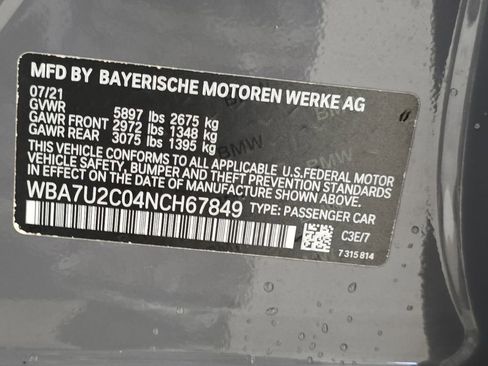 MFD BY BAYERISCHE MOTOREN WERKE AG
07/21
GVWR 5897 lbs 2675 kg
GAWR FRONT 2972 lbs 1348 kg
GAWR REAR 3075 lbs 1395 kg
THIS VEHICLE CONFORMS TO ALL APPLICABLE U.S.FEDERAL MOTOR
VEHICLE SAFETY, BUMPER AND THEFT PREVENTION STANDARDS
IN EFFECT ON THE DATE OF MANUFACTURE SHOWN ABOVE.
WBA7U2C04NCH67849 TYPE: PASSENGER CAR
C3E/7
7 315 814